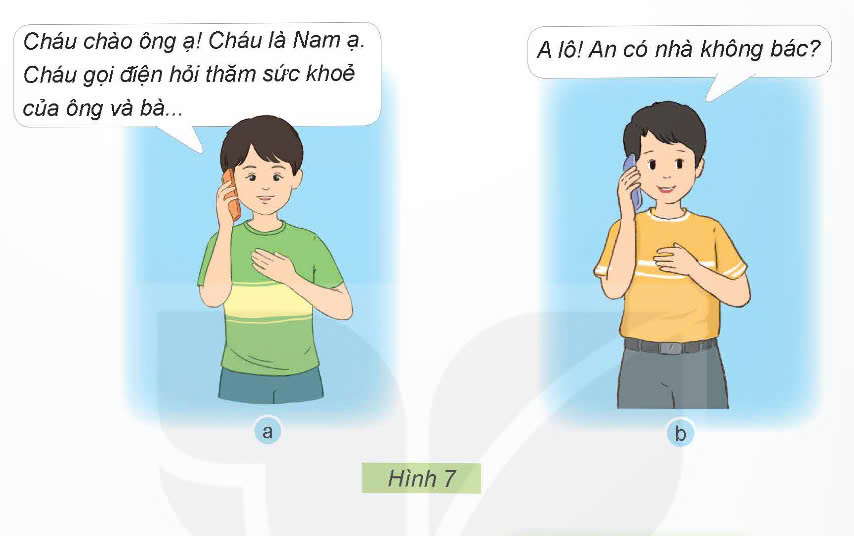 Cháu chào ông ạ! Cháu là Nam ạ.
Cháu gọi điện hỏi thăm sức khoẻ
của ông và bà...
A lô! An có nhà không bác?
a
b
Hình 7